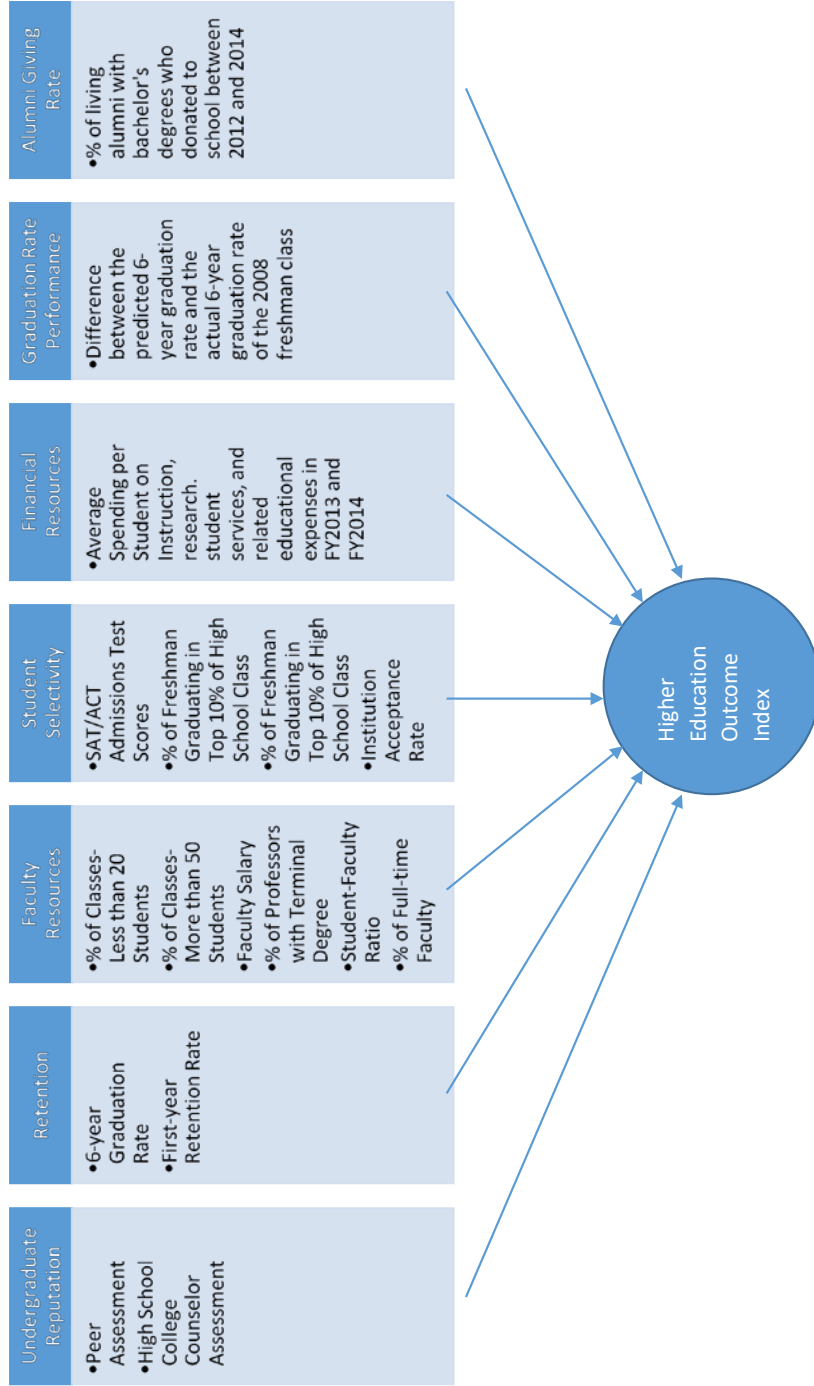 Undergraduate
Reputation
•Peer
Assessment
•High School
College
Counselor
Assessment
Retention
•6-year
Graduation
Rate
•First-year
Retention Rate
Faculty
Resources
•% of Classes-
Less than 20
Students
•% of Classes-
More than 50
Students
•Faculty Salary
•% of Professors
with Terminal
Degree
•Student-Faculty
Ratio
•% of Full-time
Faculty
Student
Selectivity
•SAT/ACT
Admissions Test
Scores
•% of Freshman
Graduating in
Top 10% of High
School Class
•% of Freshman
Graduating in
Top 10% of High
School Class
•Institution
Acceptance
Rate
Financial
Resources
•Average
Spending per
Student on
Instruction,
research.
student
services, and
related
educational
expenses in
FY2013 and
FY2014
Graduation Rate
Performance
•Difference
between the
predicted 6-
year graduation
rate and the
actual 6-year
graduation rate
of the 2008
freshman class
Alumni Giving
Rate
•% of living
alumni with
bachelor's
degrees who
donated to
school between
2012 and 2014
Higher
Education
Outcome
Index